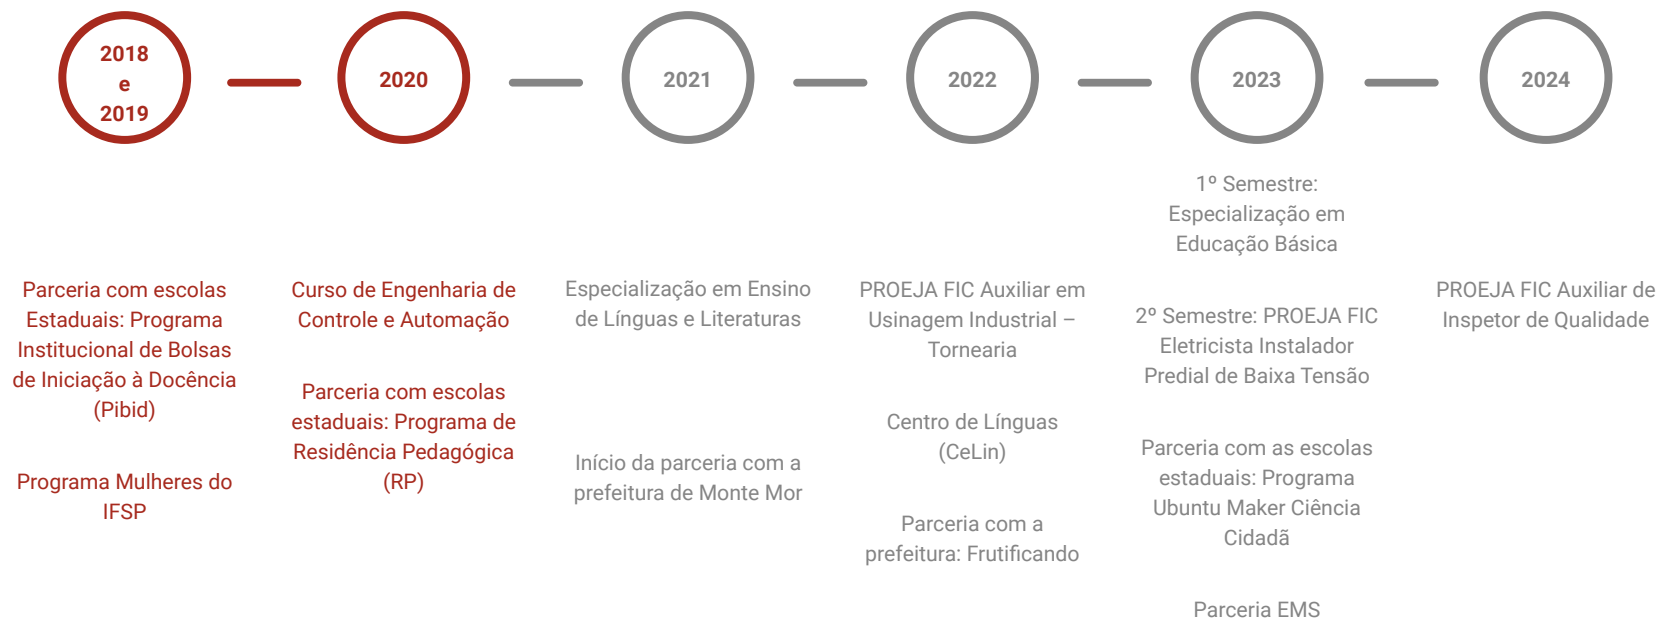 2018
e
2019
2020
2021
2022
2023
2024
Parceria com escolas
Estaduais: Programa
Institucional de Bolsas
de Iniciação à Docência
(Pibid)
Programa Mulheres do
IFSP
Curso de Engenharia de
Controle e Automação
Parceria com escolas
estaduais: Programa de
Residência Pedagógica
(RP)
Especialização em Ensino
de Línguas e Literaturas
Início da parceria com a
prefeitura de Monte Mor
PROEJA FIC Auxiliar em
Usinagem Industrial –
Tornearia
Centro de Línguas
(CeLin)
Parceria com a
prefeitura: Frutificando
1º Semestre:
Especialização em
Educação Básica
2º Semestre: PROEJA FIC
Eletricista Instalador
Predial de Baixa Tensão
Parceria com as escolas
estaduais: Programa
Ubuntu Maker Ciência
Cidadã
Parceria EMS
PROEJA FIC Auxiliar de
Inspetor de Qualidade